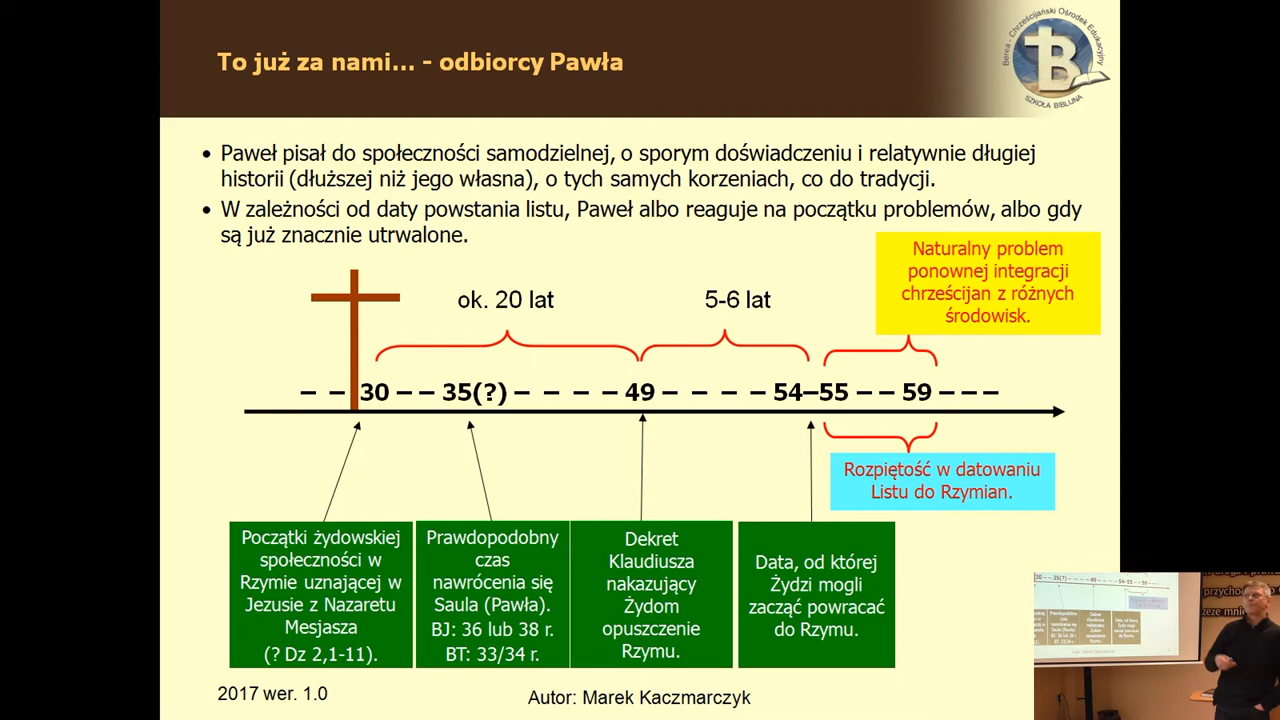 To już za nami... - odbiorcy Pawła
Berea - Chrześcijański Ośrodek Edukacyjny
SZKOŁA BIBLIJNA
• Paweł pisał do społeczności samodzielnej, o sporym doświadczeniu i relatywnie długiej
historii (dłuższej niż jego własna), o tych samych korzeniach, co do tradycji.
• W zależności od daty powstania listu, Paweł albo reaguje na początku problemów, albo gdy
są już znacznie utrwalone.
Naturalny problem
ponownej integracji
chrześcijan z różnych
środowisk.
ok. 20 lat
5-6 lat
– – 30 – – 35(?) – – – – – 49 – – – – 54–55 – – 59 – – –
Rozpiętość w datowaniu
Listu do Rzymian.
Początki żydowskiej
społeczności w
Rzymie uznającej w
Jezusie z Nazaretu
Mesjasza
(? Dz 2,1-11).
Prawdopodobny
czas
nawrócenia się
Saula (Pawła).
BJ: 36 lub 38 r.
BT: 33/34 r.
Dekret
Klaudiusza
nakazujący
Żydom
opuszczenie
Rzymu.
Data, od której
Żydzi mogli
zacząć powracać
do Rzymu.
2017 wer. 1.0
Autor: Marek Kaczmarczyk